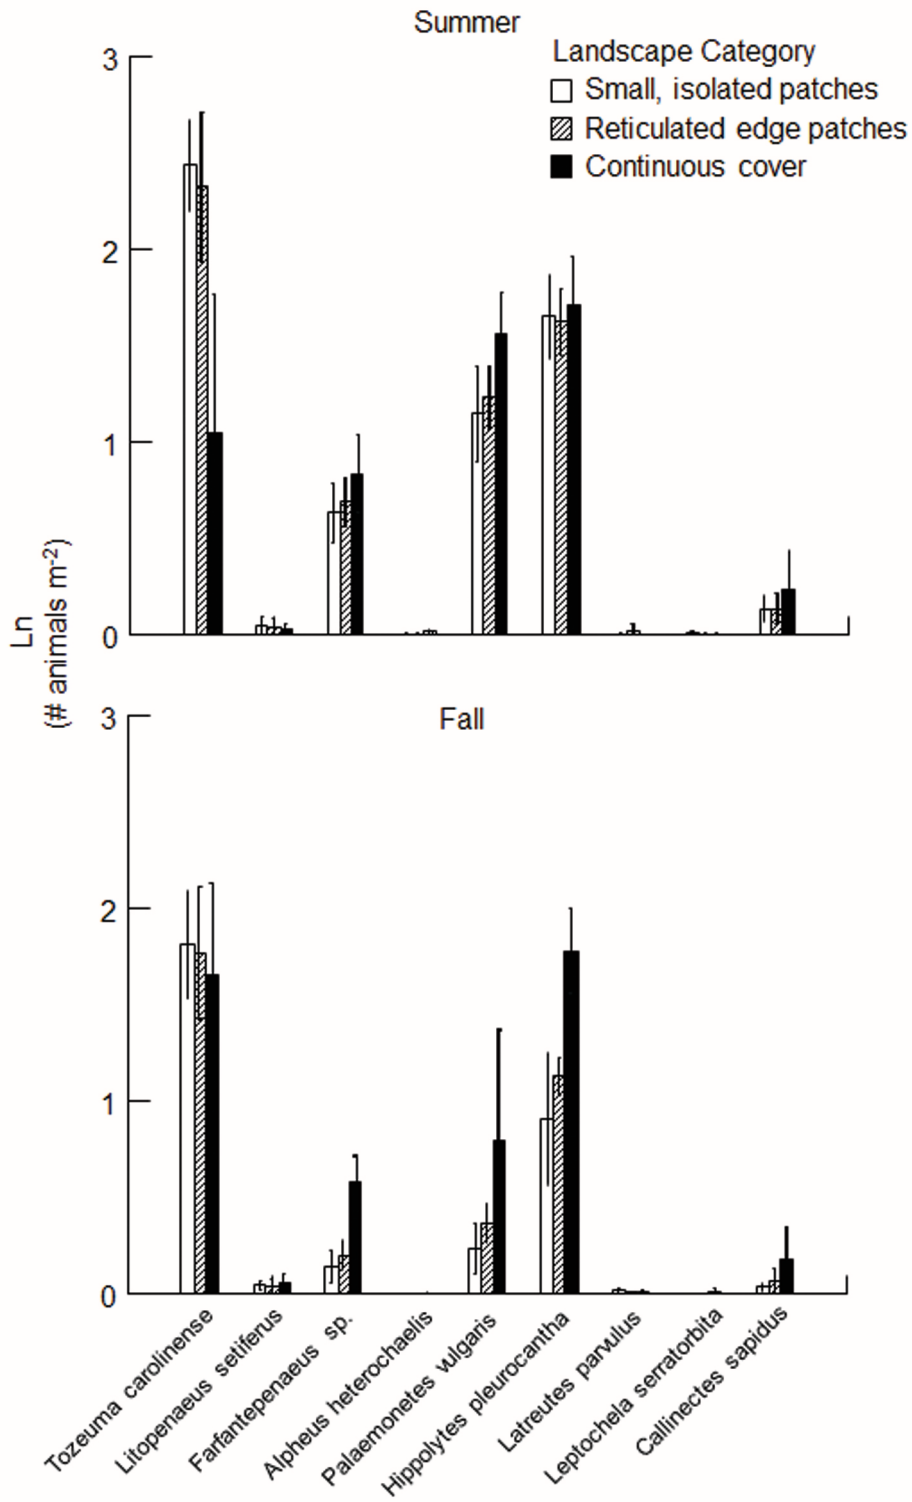 Summer
Landscape Category
Small, isolated patches
Reticulated edge patches
Continuous cover
3
2
1
0
Ln
(# animals m-2)
Fall
3
2
1
0
Tozeuma carolinense
Litopenaeus setiferus
Farfantepenaeus sp.
Alpheus heterochaelis
Palaemonetes vulgaris
Hippolytes pleurocantha
Latreutes parvulus
Leptochela serratorbita
Callinectes sapidus